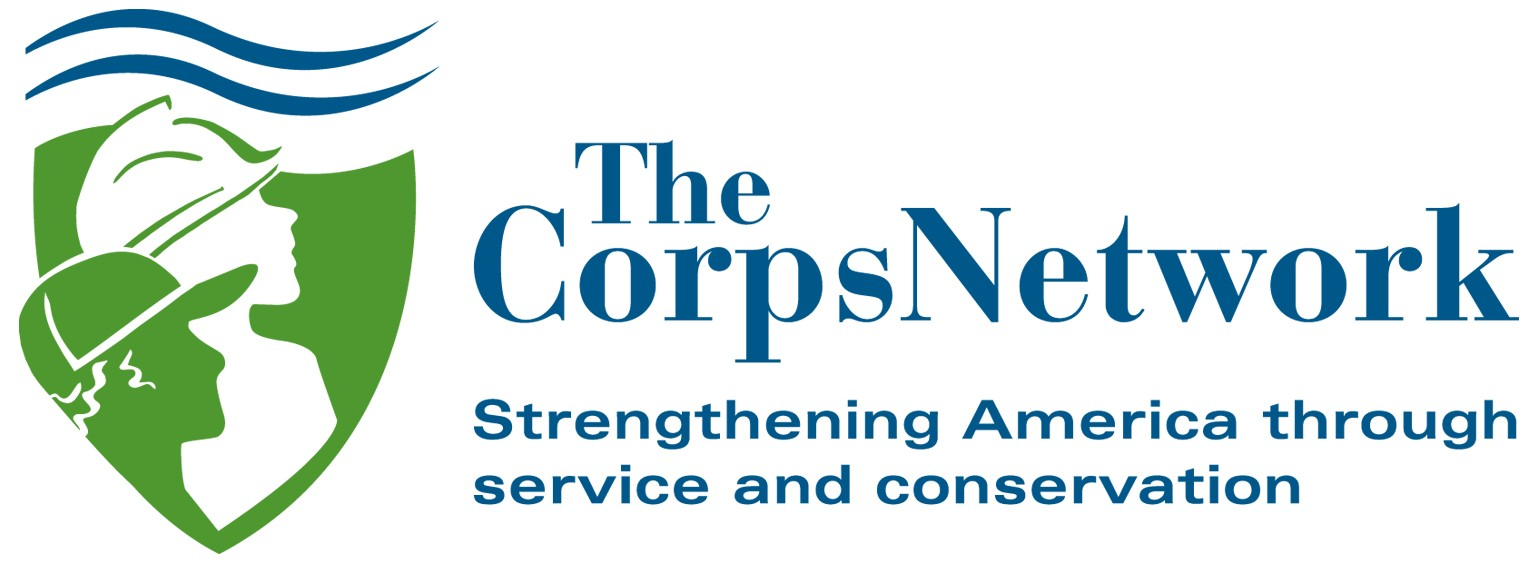 The
CorpsNetwork
Strengthening America through
service and conservation